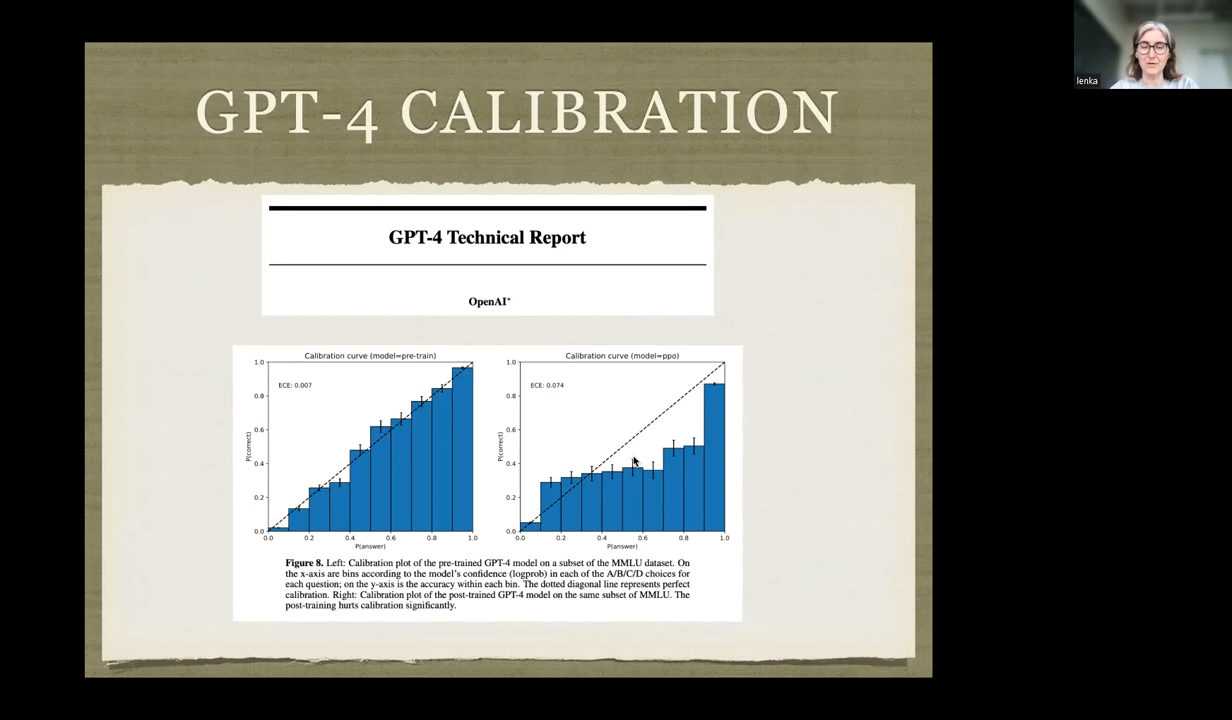 lenka
GPT-4 CALIBRATION
GPT-4 Technical Report
OpenAI*
Calibration curve (model=pre-train)
ECE: 0.007
P(correct)
1.0
0.8
0.6
0.4
0.2
0.0
0.0 0.2 0.4 0.6 0.8 1.0
P(answer)
Calibration curve (model=ppo)
ECE: 0.074
P(correct)
1.0
0.8
0.6
0.4
0.2
0.0
0.0 0.2 0.4 0.6 0.8 1.0
P(answer)
Figure 8. Left: Calibration plot of the pre-trained GPT-4 model on a subset of the MMLU dataset. On
the x-axis are bins according to the model's confidence (logprob) in each of the A/B/C/D choices for
each question; on the y-axis is the accuracy within each bin. The dotted diagonal line represents perfect
calibration. Right: Calibration plot of the post-trained GPT-4 model on the same subset of MMLU. The
post-training hurts calibration significantly.